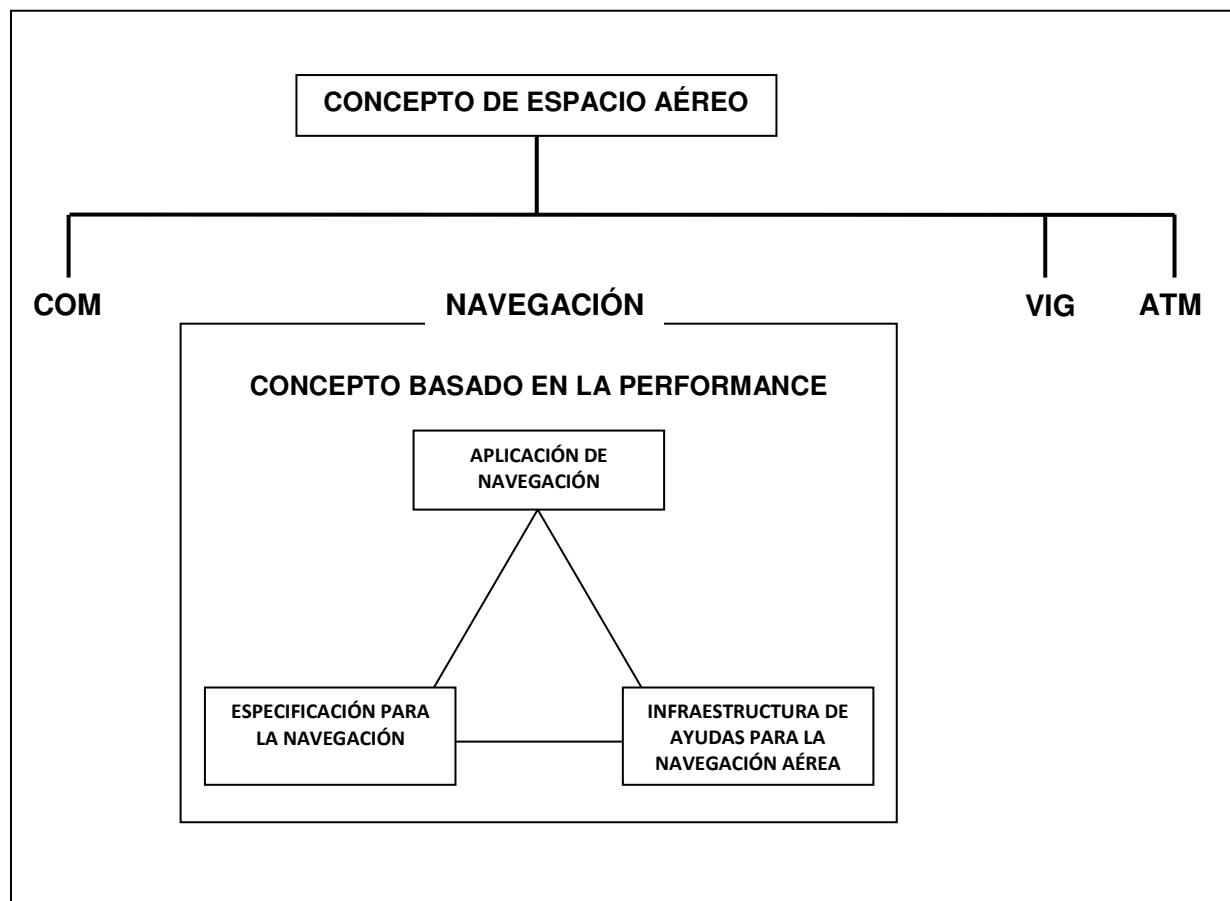 CONCEPTO DE ESPACIO AÉREO
COM
NAVEGACIÓN
VIG
ATM
CONCEPTO BASADO EN LA PERFORMANCE
APLICACIÓN DE
NAVEGACIÓN
ESPECIFICACIÓN PARA
LA NAVEGACIÓN
INFRAESTRUCTURA DE
AYUDAS PARA LA
NAVEGACIÓN AÉREA